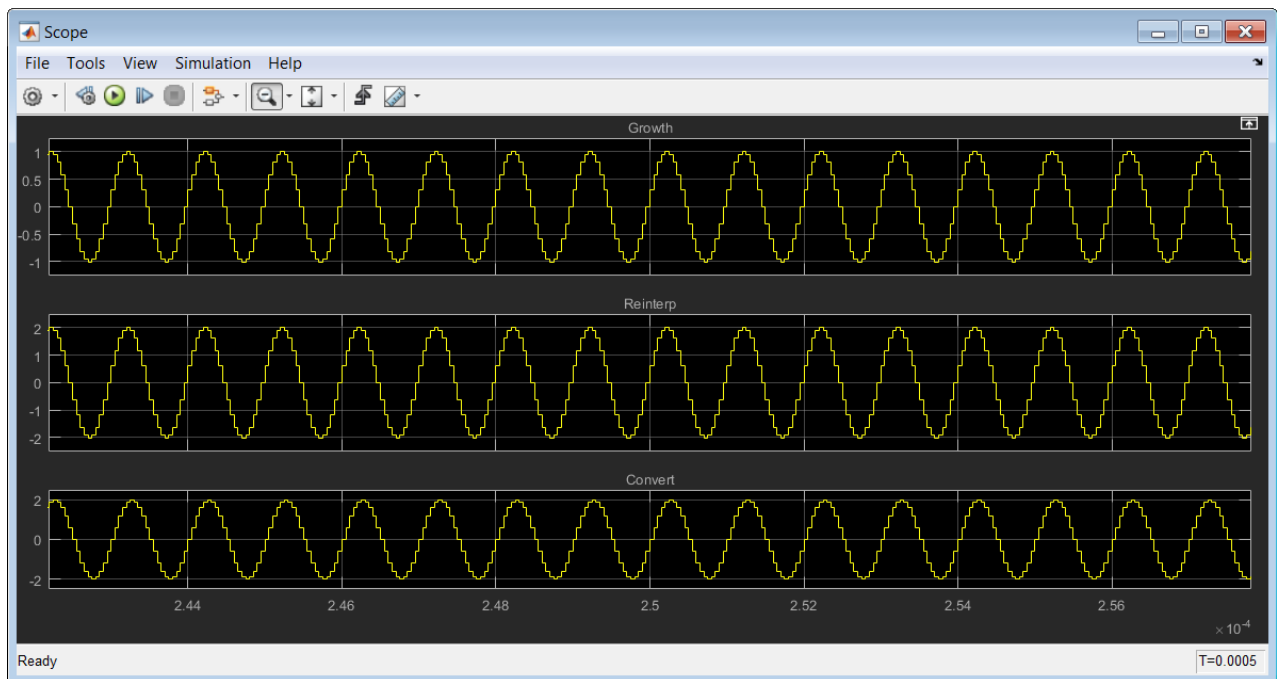 Scope
File Tools View Simulation Help
Growth
1
0.5
0
-0.5
-1
Reinterp
2
1
0
-1
-2
Convert
2
0
-2
2.44 2.46 2.48 2.5 2.52 2.54 2.56
×10⁻⁴
Ready T=0.0005